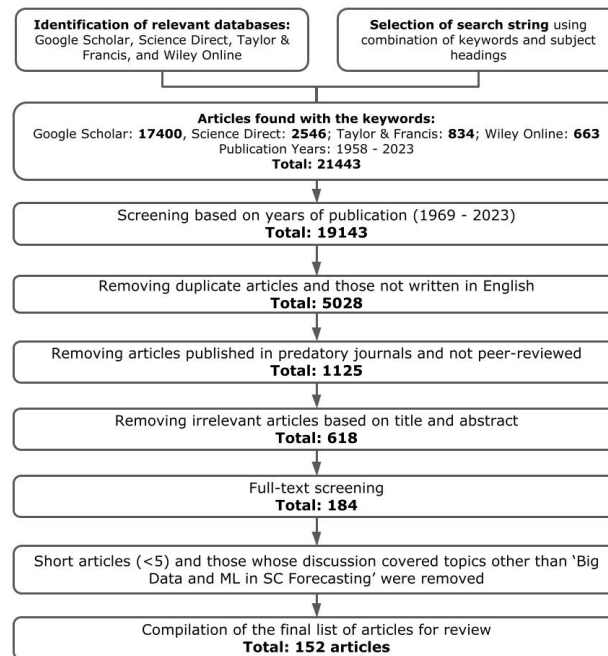 Identification of relevant databases:
Google Scholar, Science Direct, Taylor &
Francis, and Wiley Online
Selection of search string using
combination of keywords and subject
headings
Articles found with the keywords:
Google Scholar: 17400, Science Direct: 2546; Taylor & Francis: 834; Wiley Online: 663
Publication Years: 1958 - 2023
Total: 21443
Screening based on years of publication (1969 - 2023)
Total: 19143
Removing duplicate articles and those not written in English
Total: 5028
Removing articles published in predatory journals and not peer-reviewed
Total: 1125
Removing irrelevant articles based on title and abstract
Total: 618
Full-text screening
Total: 184
Short articles (<5) and those whose discussion covered topics other than ‘Big
Data and ML in SC Forecasting’ were removed
Compilation of the final list of articles for review
Total: 152 articles